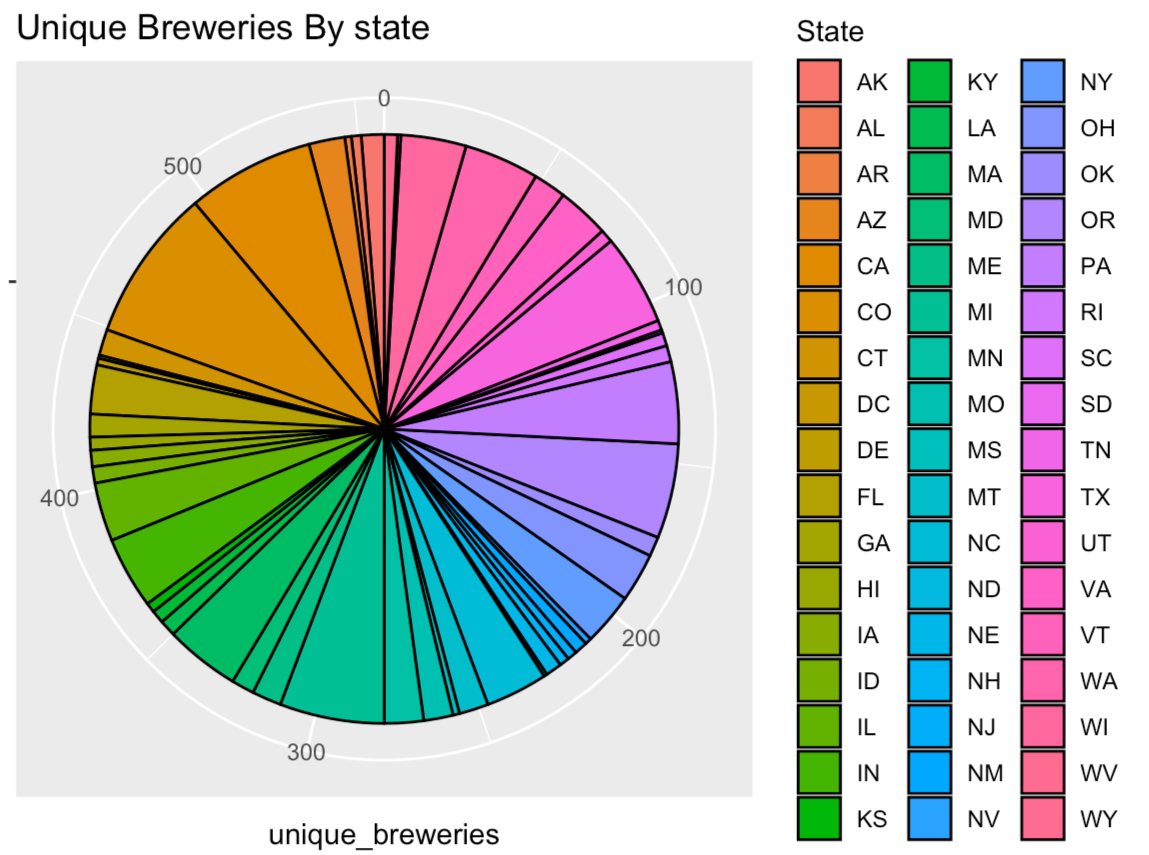 Unique Breweries By state
0
100
200
300
400
500
-
unique_breweries
State
AK
AL
AR
AZ
CA
CO
CT
DC
DE
FL
GA
HI
IA
ID
IL
IN
KS
KY
LA
MA
MD
ME
MI
MN
MO
MS
MT
NC
ND
NE
NH
NJ
NM
NV
NY
OH
OK
OR
PA
RI
SC
SD
TN
TX
UT
VA
VT
WA
WI
WV
WY